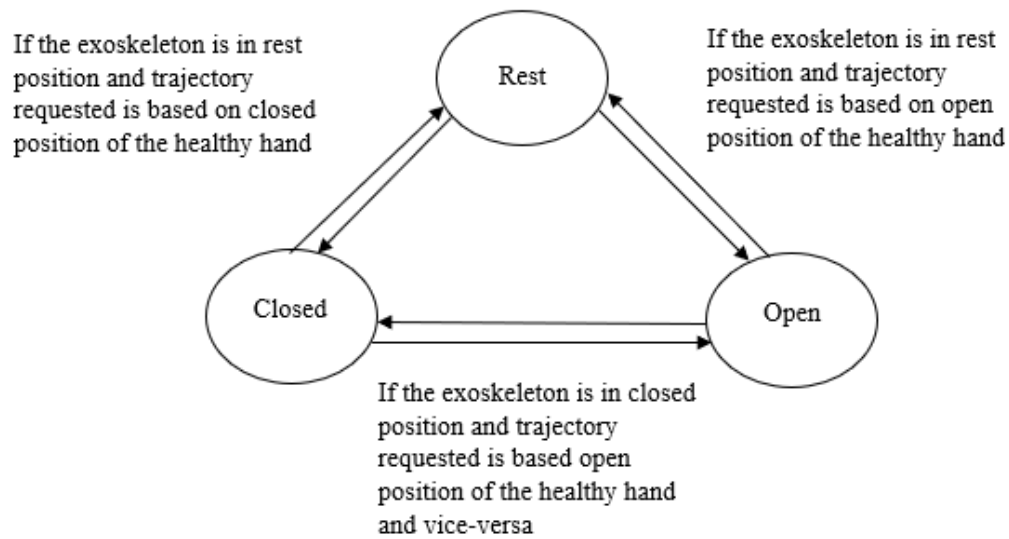 If the exoskeleton is in rest
position and trajectory
requested is based on closed
position of the healthy hand
Rest
If the exoskeleton is in rest
position and trajectory
requested is based on open
position of the healthy hand
Closed
Open
If the exoskeleton is in closed
position and trajectory
requested is based open
position of the healthy hand
and vice-versa